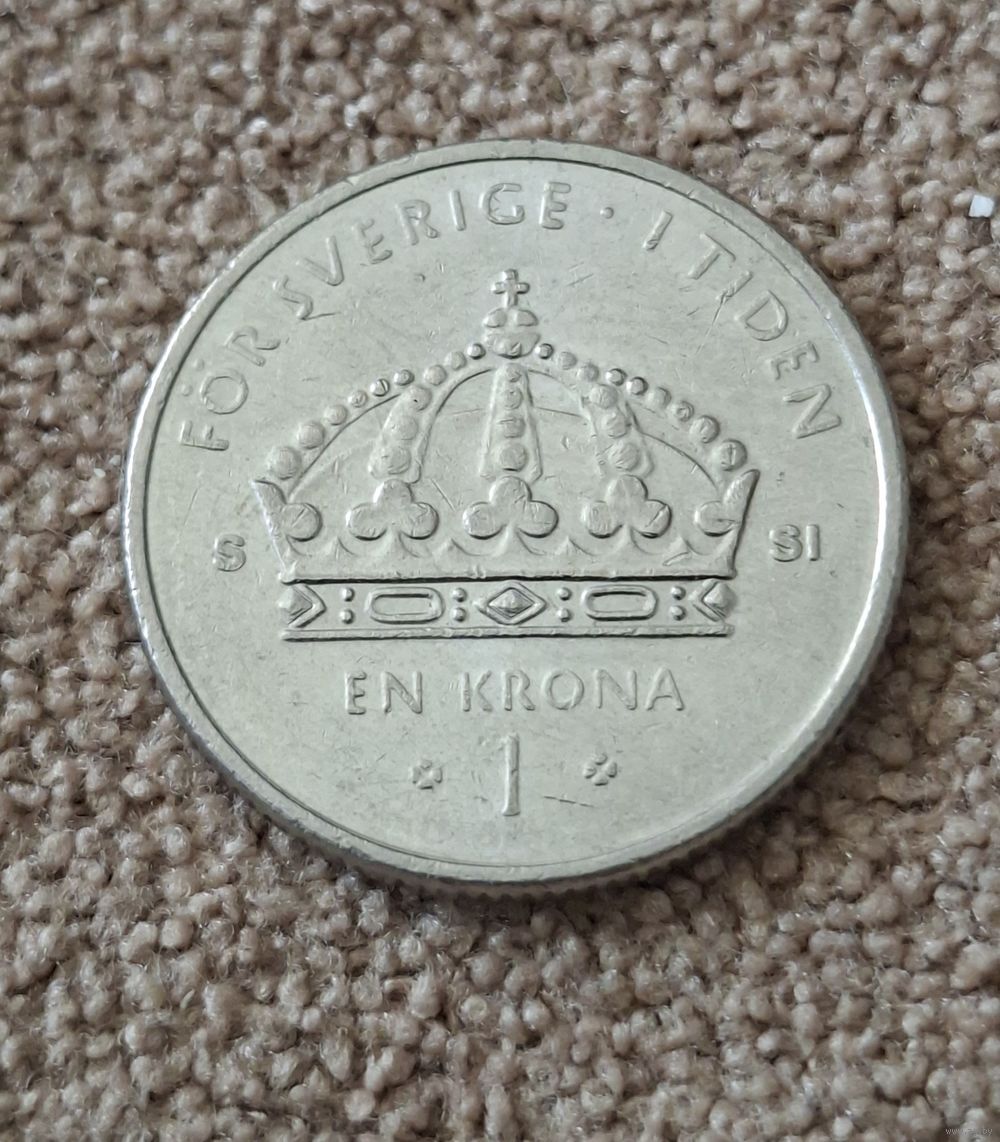 FÖR SVERIGE · I TIDEN
S SI
EN KRONA
1